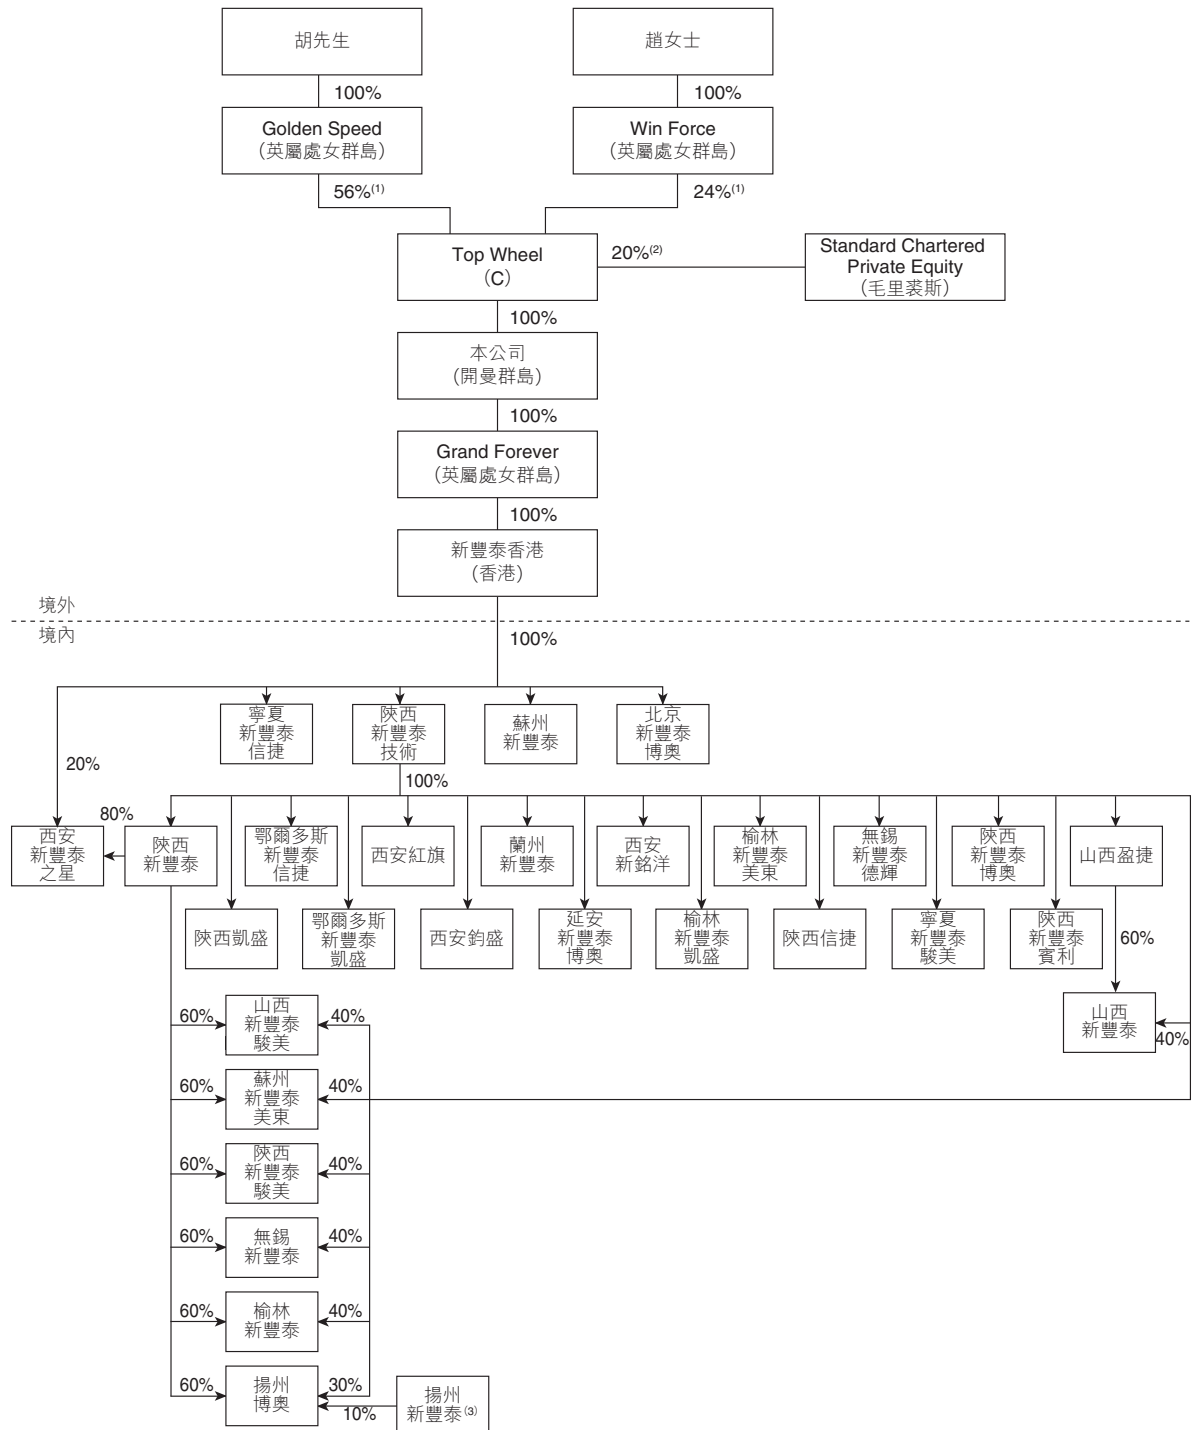 胡先生
趙女士
100%
100%
Golden Speed
(英屬處女群島)
Win Force
(英屬處女群島)
56%(1)
24%(1)
Top Wheel
(C)
20%(2)
Standard Chartered
Private Equity
(毛里裘斯)
100%
本公司
(開曼群島)
100%
Grand Forever
(英屬處女群島)
100%
新豐泰香港
(香港)
境外
境內
100%
寧夏
新豐泰
信捷
陝西
新豐泰
技術
蘇州
新豐泰
北京
新豐泰
博奧
20%
100%
80%
西安
新豐泰
之星
陝西
新豐泰
鄂爾多斯
新豐泰
信捷
西安紅旗
蘭州
新豐泰
西安
新銘洋
榆林
新豐泰
美東
無錫
新豐泰
德輝
陝西
新豐泰
博奧
山西盈捷
陝西凱盛
鄂爾多斯
新豐泰
凱盛
西安鈞盛
延安
新豐泰
博奧
榆林
新豐泰
凱盛
陝西信捷
寧夏
新豐泰
駿美
陝西
新豐泰
賓利
60%
60%
山西
新豐泰
駿美
40%
山西
新豐泰
40%
60%
蘇州
新豐泰
美東
40%
60%
陝西
新豐泰
駿美
40%
60%
無錫
新豐泰
40%
60%
榆林
新豐泰
40%
60%
揚州
博奧
30%
10%
揚州
新豐泰(3)